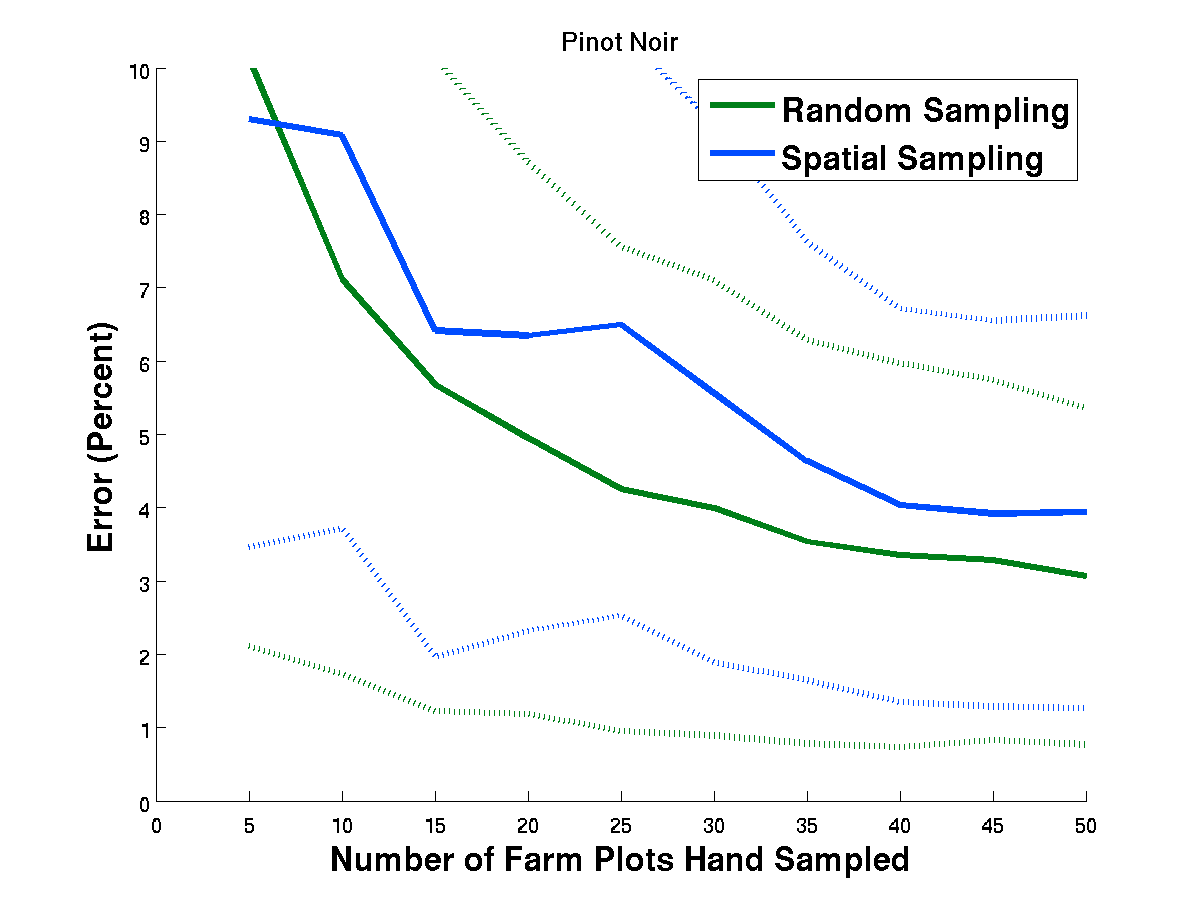 Pinot Noir
Random Sampling
Spatial Sampling
10
9
8
7
6
5
4
3
2
1
0
Error (Percent)
0 5 10 15 20 25 30 35 40 45 50
Number of Farm Plots Hand Sampled